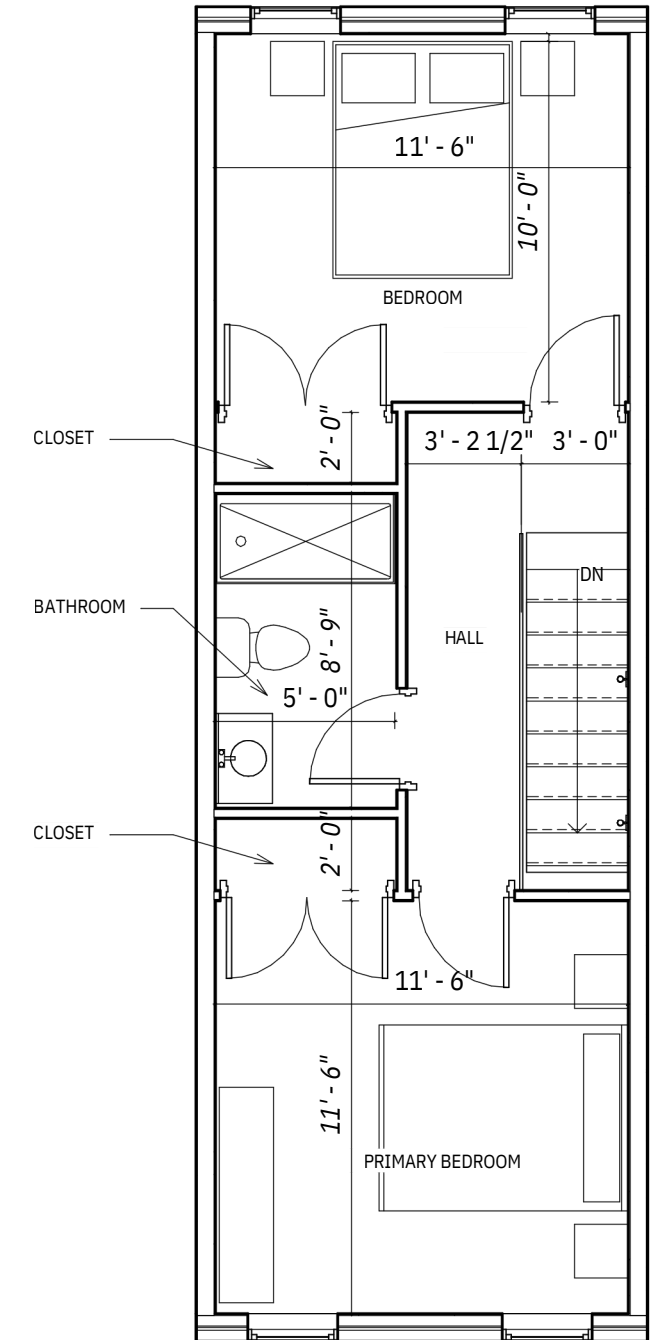 11' - 6"
10' - 0"
BEDROOM
CLOSET
2' - 0"
3' - 2 1/2"
3' - 0"
DN
BATHROOM
8' - 9"
HALL
5' - 0"
CLOSET
2' - 0"
11' - 6"
11' - 6"
PRIMARY BEDROOM